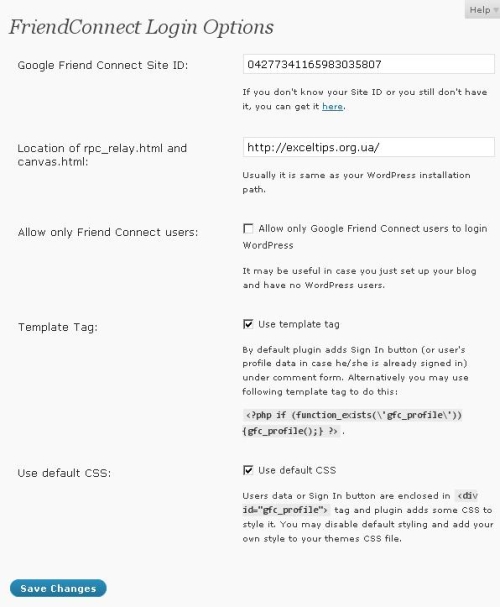 Help
FriendConnect Login Options
Google Friend Connect Site ID:
04277341165983035807
If you don't know your Site ID or you still don't have
it, you can get it here.
Location of rpc_relay.html and
canvas.html:
http://exceltips.org.ua/
Usually it is same as your WordPress installation
path.
Allow only Friend Connect users:
Allow only Google Friend Connect users to login
WordPress
It may be useful in case you just set up your blog
and have no WordPress users.
Template Tag:
Use template tag
By default plugin adds Sign In button (or user's
profile data in case he/she is already signed in)
under comment form. Alternatively you may use
following template tag to do this:
<?php if (function_exists(\'gfc_profile\'))
{gfc_profile();} ?> .
Use default CSS:
Use default CSS
Users data or Sign In button are enclosed in <div
id="gfc_profile"> tag and plugin adds some CSS to
style it. You may disable default styling and add your
own style to your themes CSS file.
Save Changes